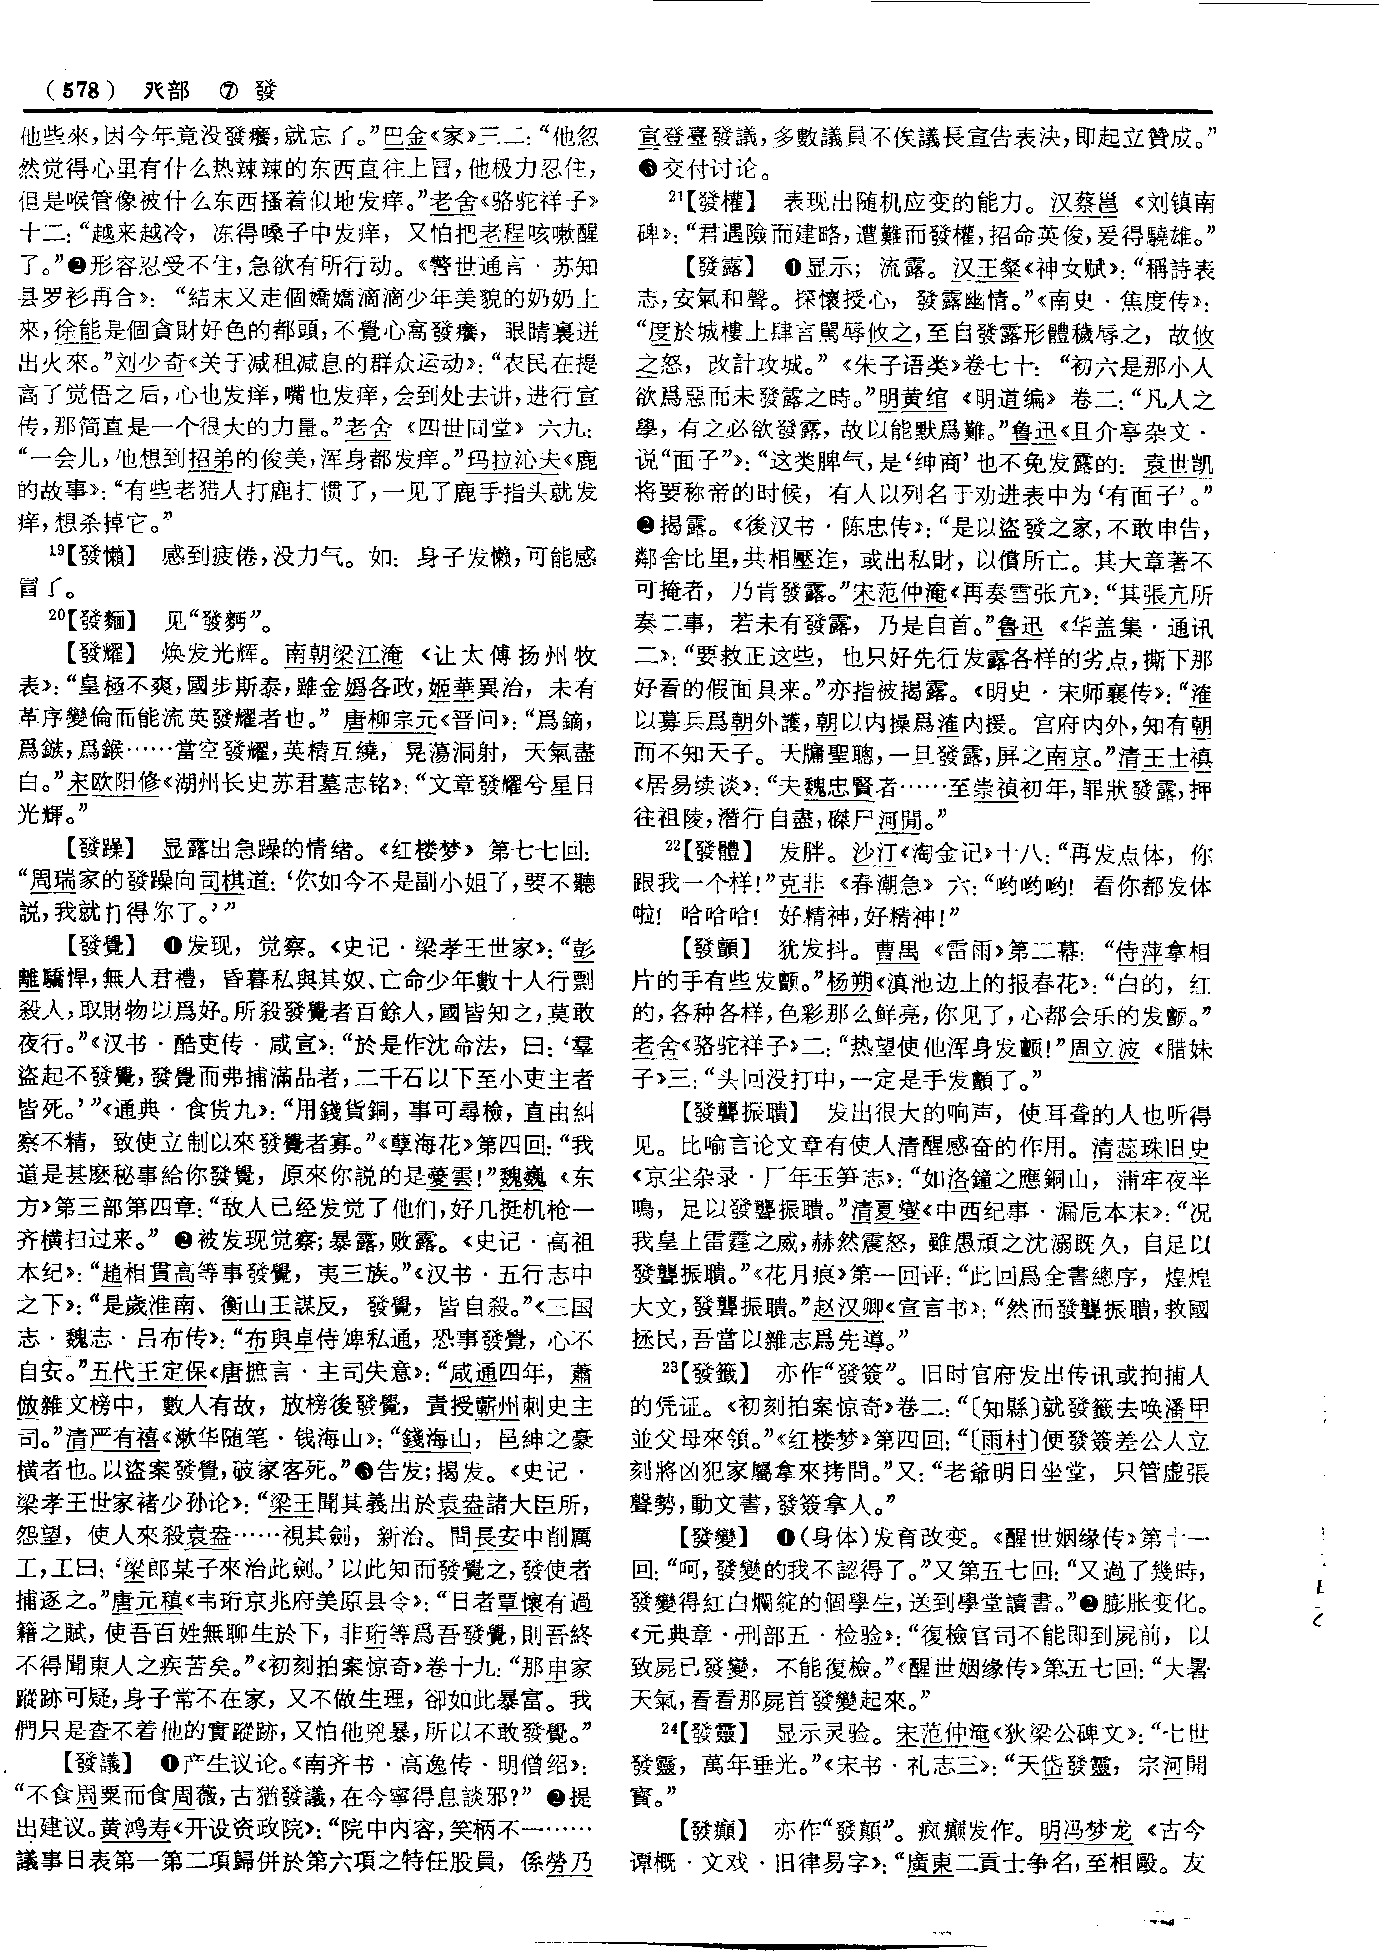 （578） 癶部 ⑦ 發
他些來，因今年竟没發癢，就忘了。”巴金《家》三二：“他忽
然觉得心里有什么热辣辣的东西直往上冒，他极力忍住，
但是喉管像被什么东西搔着似地发痒。”老舍《骆驼祥子》
十二：“越来越冷，冻得嗓子中发痒，又怕把老程咳嗽醒
了。”❷形容忍受不住，急欲有所行动。《警世通言·苏知
县罗衫再合》：“結末又走個嬌嬌滴滴少年美貌的奶奶上
來，徐能是個貪財好色的都頭，不覺心窩發癢，眼睛裏迸
出火來。”刘少奇《关于减租减息的群众运动》：“农民在提
高了觉悟之后，心也发痒，嘴也发痒，会到处去讲，进行宣
传，那简直是一个很大的力量。”老舍《四世同堂》六九：
“一会儿，他想到招弟的俊美，浑身都发痒。”玛拉沁夫《鹿
的故事》：“有些老猎人打鹿打惯了，一见了鹿手指头就发
痒，想杀掉它。”
19【發懶】 感到疲倦，没力气。如：身子发懒，可能感
冒了。
20【發麵】 见“發麪”。
【發耀】 焕发光辉。南朝梁江淹《让太傅扬州牧
表》：“皇極不爽，國步斯泰，雖金嬀各政，姬華異治，未有
革序變倫而能流英發耀者也。”唐柳宗元《晋问》：“爲鏑，
爲鏃，爲鍭……當空發耀，英精互繞，晃蕩洞射，天氣盡
白。”宋欧阳修《湖州长史苏君墓志铭》：“文章發耀兮星日
光輝。”
【發躁】 显露出急躁的情绪。《红楼梦》第七七回：
“周瑞家的發躁向司棋道：‘你如今不是副小姐了，要不聽
説，我就打得你了。’”
【發覺】 ❶发现，觉察。《史记·梁孝王世家》：“彭
離驕悍，無人君禮，昏暮私與其奴、亡命少年數十人行剽
殺人，取財物以爲好。所殺發覺者百餘人，國皆知之，莫敢
夜行。”《汉书·酷吏传·咸宣》：“於是作沈命法，曰：‘羣
盜起不發覺，發覺而弗捕滿品者，二千石以下至小吏主者
皆死。’”《通典·食货九》：“用錢貨銅，事可尋檢，直由糾
察不精，致使立制以來發覺者寡。”《孽海花》第四回：“我
道是甚麽秘事給你發覺，原來你説的是薆雲！”魏巍《东
方》第三部第四章：“敌人已经发觉了他们，好几挺机枪一
齐横扫过来。”❷被发现觉察；暴露，败露。《史记·高祖
本纪》：“趙相貫高等事發覺，夷三族。”《汉书·五行志中
之下》：“是歲淮南、衡山王謀反，發覺，皆自殺。”《三国
志·魏志·吕布传》：“布與卓侍婢私通，恐事發覺，心不
自安。”五代王定保《唐摭言·主司失意》：“咸通四年，蕭
倣雜文榜中，數人有故，放榜後發覺，責授蘄州刺史主
司。”清严有禧《漱华随笔·钱海山》：“錢海山，邑紳之豪
横者也。以盜案發覺，破家客死。”❸告发；揭发。《史记·
梁孝王世家褚少孙论》：“梁王聞其義出於袁盎諸大臣所，
怨望，使人來殺袁盎……視其劍，新治。問長安中削厲
工，工曰：‘梁郎某子來治此劍。’以此知而發覺之，發使者
捕逐之。”唐元稹《韦珩京兆府美原县令》：“日者覃懷有過
籍之賦，使吾百姓無聊生於下，非珩等爲吾發覺，則吾終
不得聞東人之疾苦矣。”《初刻拍案惊奇》卷十九：“那申家
蹤跡可疑，身子常不在家，又不做生理，卻如此暴富。我
們只是查不着他的實蹤跡，又怕他兇暴，所以不敢發覺。”
【發議】 ❶产生议论。《南齐书·高逸传·明僧绍》：
“不食周粟而食周薇，古猶發議，在今寧得息談邪？”❷提
出建议。黄鸿寿《开设资政院》：“院中内容，笑柄不一……
議事日表第一第二項歸併於第六項之特任股員，係勞乃
宣登臺發議，多數議員不俟議長宣告表決，即起立贊成。”
❸交付讨论。
21【發權】 表现出随机应变的能力。汉蔡邕《刘镇南
碑》：“君遇險而建略，遭難而發權，招命英俊，爰得驍雄。”
【發露】 ❶显示；流露。汉王粲《神女赋》：“稱詩表
志，安氣和聲。探懷授心，發露幽情。”《南史·焦度传》：
“度於城樓上肆言駡辱攸之，至自發露形體穢辱之，故攸
之怒，改計攻城。”《朱子语类》卷七十：“初六是那小人
欲爲惡而未發露之時。”明黄绾《明道编》卷二：“凡人之
學，有之必欲發露，故以能默爲難。”鲁迅《且介亭杂文·
说“面子”》：“这类脾气，是‘绅商’也不免发露的：袁世凯
将要称帝的时候，有人以列名于劝进表中为‘有面子’。”
❷揭露。《後汉书·陈忠传》：“是以盜發之家，不敢申告，
鄰舍比里，共相壓迮，或出私財，以償所亡。其大章著不
可掩者，乃肯發露。”宋范仲淹《再奏雪张亢》：“其張亢所
奏二事，若未有發露，乃是自首。”鲁迅《华盖集·通讯
二》：“要救正这些，也只好先行发露各样的劣点，撕下那
好看的假面具来。”亦指被揭露。《明史·宋师襄传》：“漼
以募兵爲朝外護，朝以内操爲漼内援。宫府内外，知有朝
而不知天子。天牖聖聰，一旦發露，屏之南京。”清王士禛
《居易续谈》：“夫魏忠賢者……至崇禎初年，罪狀發露，押
往祖陵，潛行自盡，磔尸河間。”
22【發體】 发胖。沙汀《淘金记》十八：“再发点体，你
跟我一个样！”克非《春潮急》六：“哟哟哟！看你都发体
啦！哈哈哈！好精神，好精神！”
【發顫】 犹发抖。曹禺《雷雨》第二幕：“侍萍拿相
片的手有些发颤。”杨朔《滇池边上的报春花》：“白的，红
的，各种各样，色彩那么鲜亮，你见了，心都会乐的发颤。”
老舍《骆驼祥子》二：“热望使他浑身发颤！”周立波《腊妹
子》三：“头回没打中，一定是手发顫了。”
【發聾振聵】 发出很大的响声，使耳聋的人也听得
见。比喻言论文章有使人清醒感奋的作用。清蕊珠旧史
《京尘杂录·丁年玉笋志》：“如洛鐘之應銅山，蒲牢夜半
鳴，足以發聾振聵。”清夏燮《中西纪事·漏卮本末》：“况
我皇上雷霆之威，赫然震怒，雖愚頑之沈溺既久，自足以
發聾振聵。”《花月痕》第一回评：“此回爲全書總序，煌煌
大文，發聾振聵。”赵汉卿《宣言书》：“然而發聾振聵，救國
拯民，吾當以雜志爲先導。”
23【發籤】 亦作“發簽”。旧时官府发出传讯或拘捕人
的凭证。《初刻拍案惊奇》卷二：“〔知縣〕就發籤去唤潘甲
並父母來領。”《红楼梦》第四回：“〔雨村〕便發簽差公人立
刻將凶犯家屬拿來拷問。”又：“老爺明日坐堂，只管虚張
聲勢，動文書，發簽拿人。”
【發變】 ❶（身体）发育改变。《醒世姻缘传》第十一
回：“呵，發變的我不認得了。”又第五七回：“又過了幾時，
發變得紅白爛綻的個學生，送到學堂讀書。”❷膨胀变化。
《元典章·刑部五·检验》：“復檢官司不能即到屍前，以
致屍已發變，不能復檢。”《醒世姻缘传》第五七回：“大暑
天氣，看看那屍首發變起來。”
24【發靈】 显示灵验。宋范仲淹《狄梁公碑文》：“七世
發靈，萬年垂光。”《宋书·礼志三》：“天岱發靈，宗河開
寶。”
【發癲】 亦作“發顛”。疯癫发作。明冯梦龙《古今
谭概·文戏·旧律易字》：“廣東二貢士争名，至相毆。友